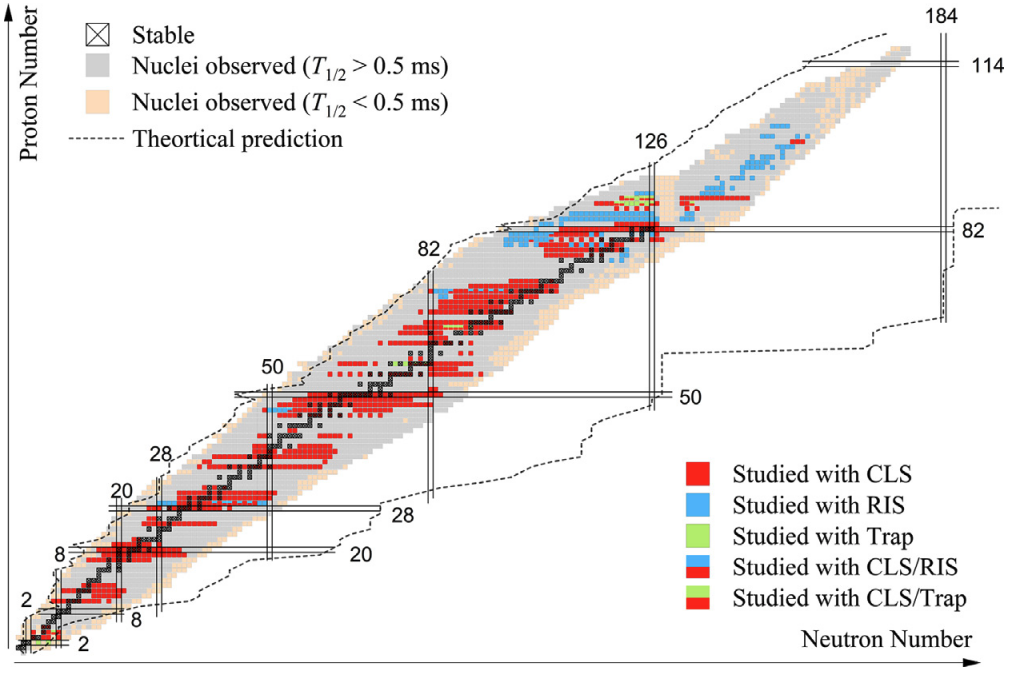 Proton Number
Stable
Nuclei observed (T1/2 > 0.5 ms)
Nuclei observed (T1/2 < 0.5 ms)
Theortical prediction
184
114
126
82
82
50
50
28
28
20
20
8
8
2
2
Studied with CLS
Studied with RIS
Studied with Trap
Studied with CLS/RIS
Studied with CLS/Trap
Neutron Number